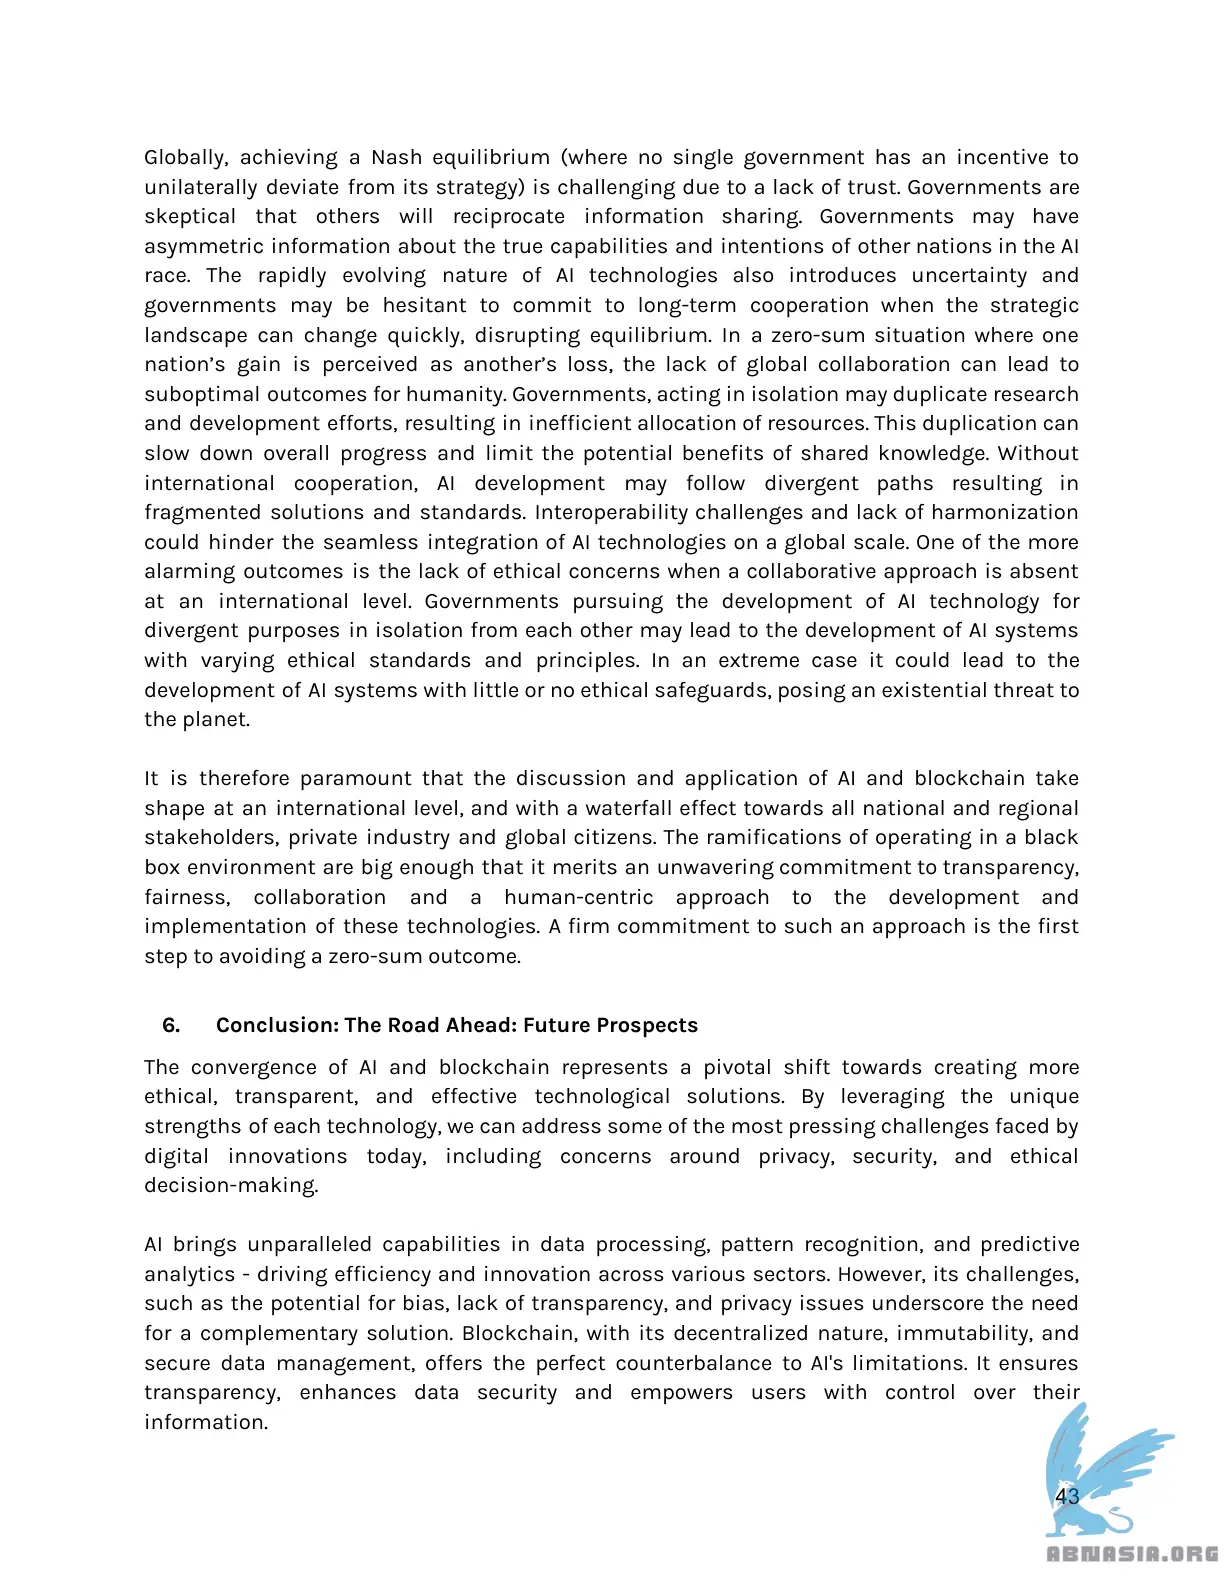 Globally, achieving a Nash equilibrium (where no single government has an incentive to
unilaterally deviate from its strategy) is challenging due to a lack of trust. Governments are
skeptical that others will reciprocate information sharing. Governments may have
asymmetric information about the true capabilities and intentions of other nations in the AI
race. The rapidly evolving nature of AI technologies also introduces uncertainty and
governments may be hesitant to commit to long-term cooperation when the strategic
landscape can change quickly, disrupting equilibrium. In a zero-sum situation where one
nation’s gain is perceived as another’s loss, the lack of global collaboration can lead to
suboptimal outcomes for humanity. Governments, acting in isolation may duplicate research
and development efforts, resulting in inefficient allocation of resources. This duplication can
slow down overall progress and limit the potential benefits of shared knowledge. Without
international cooperation, AI development may follow divergent paths resulting in
fragmented solutions and standards. Interoperability challenges and lack of harmonization
could hinder the seamless integration of AI technologies on a global scale. One of the more
alarming outcomes is the lack of ethical concerns when a collaborative approach is absent
at an international level. Governments pursuing the development of AI technology for
divergent purposes in isolation from each other may lead to the development of AI systems
with varying ethical standards and principles. In an extreme case it could lead to the
development of AI systems with little or no ethical safeguards, posing an existential threat to
the planet.
It is therefore paramount that the discussion and application of AI and blockchain take
shape at an international level, and with a waterfall effect towards all national and regional
stakeholders, private industry and global citizens. The ramifications of operating in a black
box environment are big enough that it merits an unwavering commitment to transparency,
fairness, collaboration and a human-centric approach to the development and
implementation of these technologies. A firm commitment to such an approach is the first
step to avoiding a zero-sum outcome.
6. Conclusion: The Road Ahead: Future Prospects
The convergence of AI and blockchain represents a pivotal shift towards creating more
ethical, transparent, and effective technological solutions. By leveraging the unique
strengths of each technology, we can address some of the most pressing challenges faced by
digital innovations today, including concerns around privacy, security, and ethical
decision-making.
AI brings unparalleled capabilities in data processing, pattern recognition, and predictive
analytics - driving efficiency and innovation across various sectors. However, its challenges,
such as the potential for bias, lack of transparency, and privacy issues underscore the need
for a complementary solution. Blockchain, with its decentralized nature, immutability, and
secure data management, offers the perfect counterbalance to AI's limitations. It ensures
transparency, enhances data security and empowers users with control over their
information.
43
ABNASIA.ORG